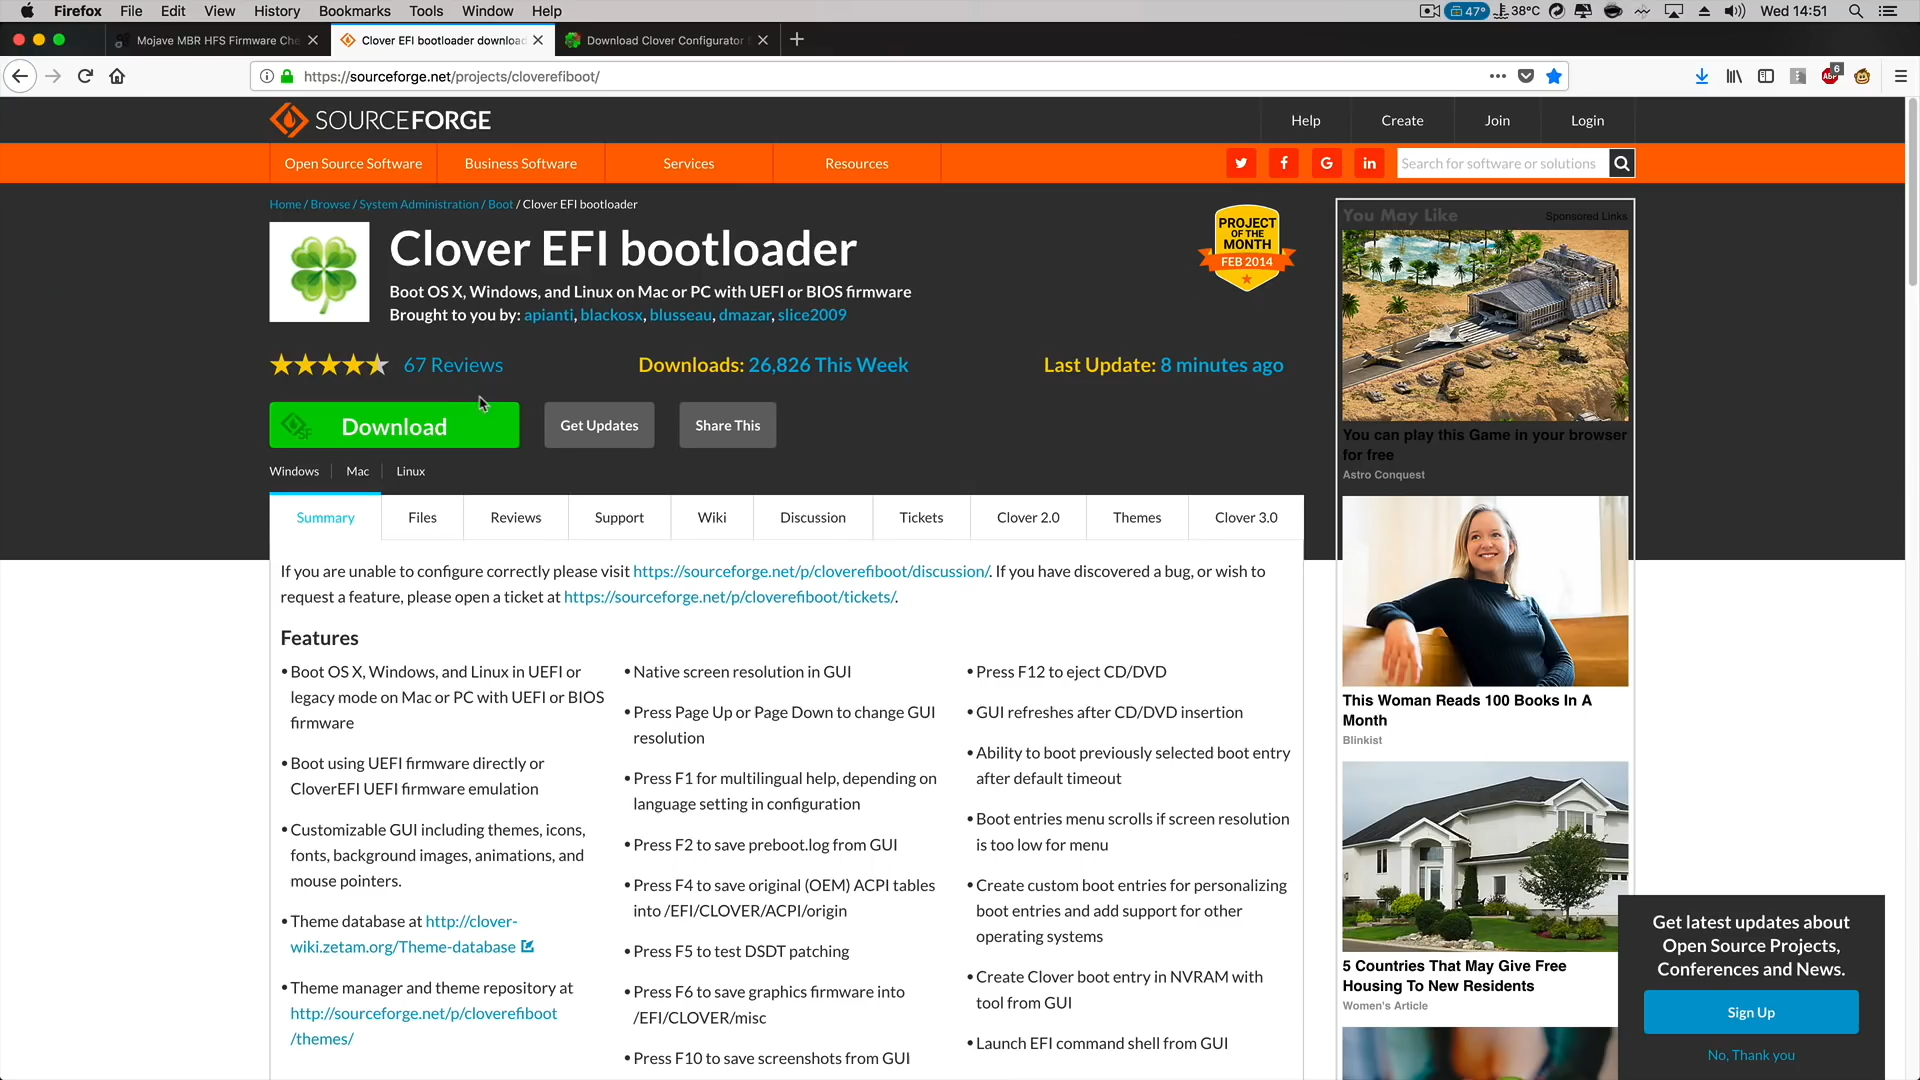 Firefox File Edit View History Bookmarks Tools Window Help 47° 38°C Wed 14:51
Mojave MBR HFS Firmware Che
Clover EFI bootloader download
Download Clover Configurator
https://sourceforge.net/projects/cloverefiboot/
ABP 6
SOURCEFORGE
Help Create Join Login
Open Source Software Business Software Services Resources
Search for software or solutions
Home / Browse / System Administration / Boot / Clover EFI bootloader
Clover EFI bootloader
Boot OS X, Windows, and Linux on Mac or PC with UEFI or BIOS firmware
Brought to you by: apianti, blackosx, blusseau, dmazar, slice2009
PROJECT
OF THE
MONTH
FEB 2014
67 Reviews
Downloads: 26,826 This Week
Last Update: 8 minutes ago
SF
Download
Get Updates
Share This
Windows Mac Linux
Summary Files Reviews Support Wiki Discussion Tickets Clover 2.0 Themes Clover 3.0
If you are unable to configure correctly please visit https://sourceforge.net/p/cloverefiboot/discussion/. If you have discovered a bug, or wish to
request a feature, please open a ticket at https://sourceforge.net/p/cloverefiboot/tickets/.
Features
•Boot OS X, Windows, and Linux in UEFI or
legacy mode on Mac or PC with UEFI or BIOS
firmware
•Boot using UEFI firmware directly or
CloverEFI UEFI firmware emulation
•Customizable GUI including themes, icons,
fonts, background images, animations, and
mouse pointers.
•Theme database at http://clover-
wiki.zetam.org/Theme-database
•Theme manager and theme repository at
http://sourceforge.net/p/cloverefiboot
/themes/
•Native screen resolution in GUI
•Press Page Up or Page Down to change GUI
resolution
•Press F1 for multilingual help, depending on
language setting in configuration
•Press F2 to save preboot.log from GUI
•Press F4 to save original (OEM) ACPI tables
into /EFI/CLOVER/ACPI/origin
•Press F5 to test DSDT patching
•Press F6 to save graphics firmware into
/EFI/CLOVER/misc
•Press F10 to save screenshots from GUI
•Press F12 to eject CD/DVD
•GUI refreshes after CD/DVD insertion
•Ability to boot previously selected boot entry
after default timeout
•Boot entries menu scrolls if screen resolution
is too low for menu
•Create custom boot entries for personalizing
boot entries and add support for other
operating systems
•Create Clover boot entry in NVRAM with
tool from GUI
•Launch EFI command shell from GUI
You May Like Sponsored Links
You can play this Game in your browser
for free
Astro Conquest
This Woman Reads 100 Books In A
Month
Blinkist
5 Countries That May Give Free
Housing To New Residents
Women's Article
Get latest updates about
Open Source Projects,
Conferences and News.
Sign Up
No, Thank you